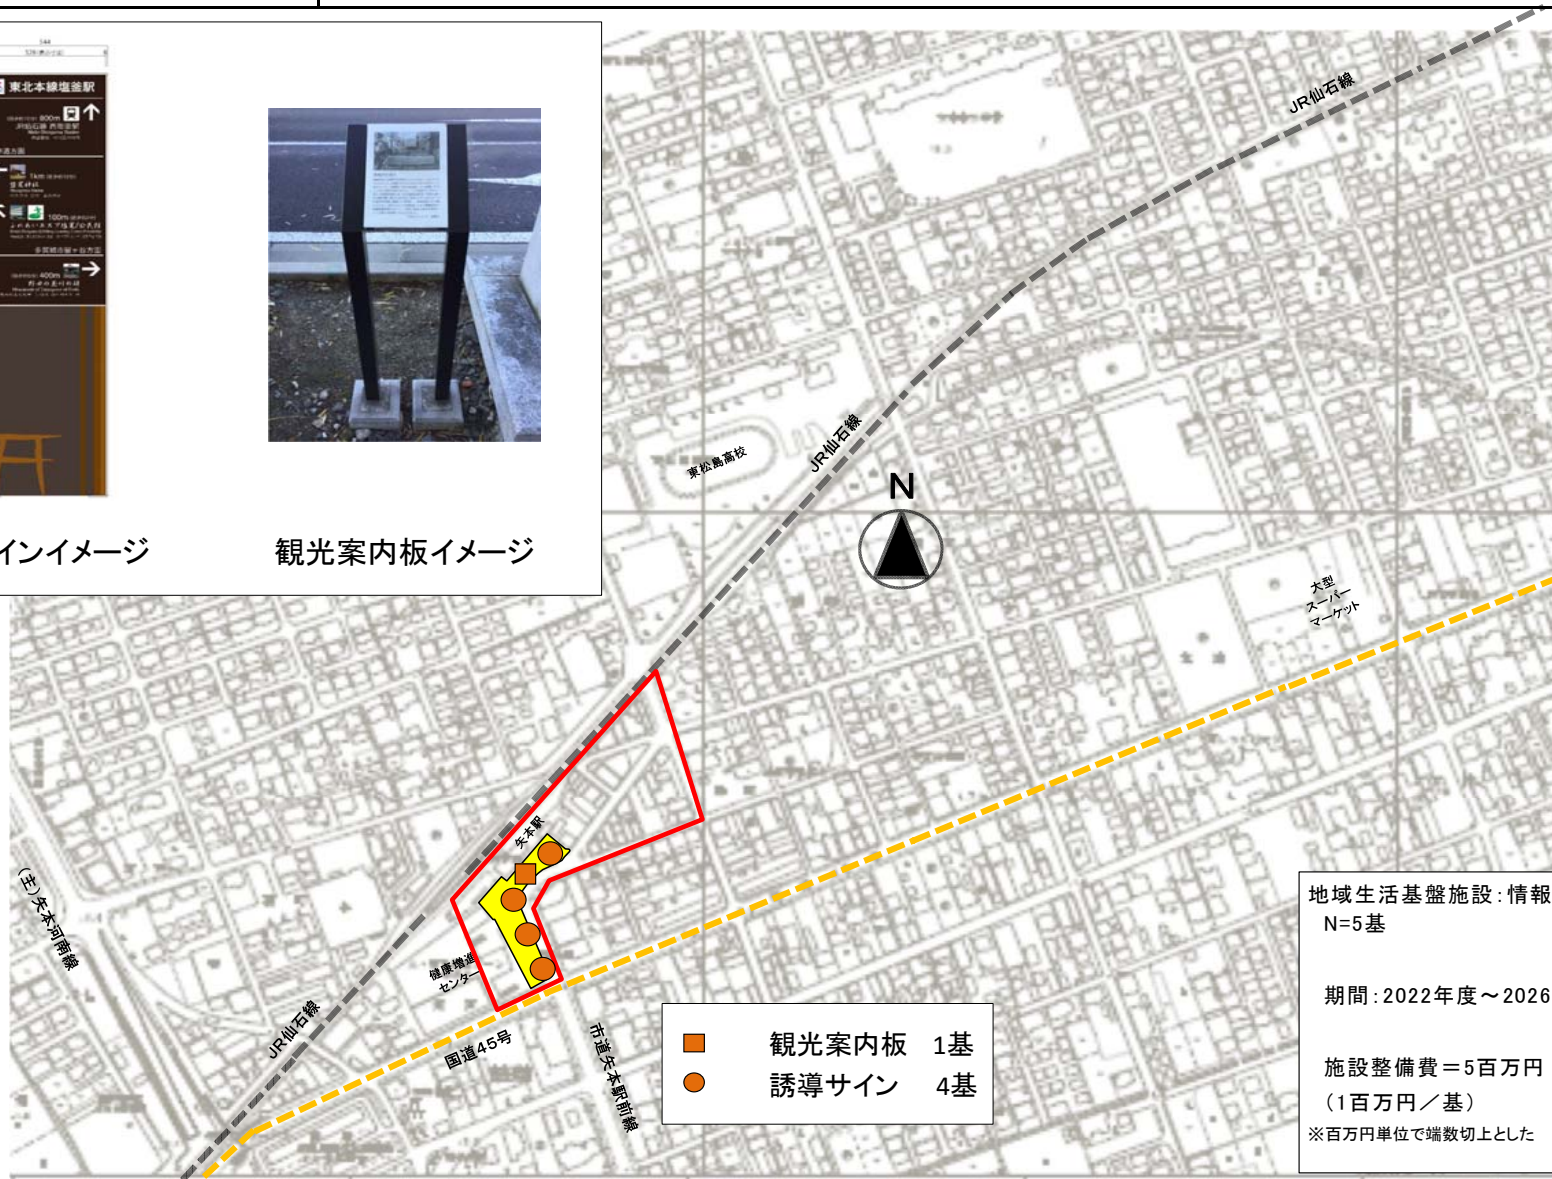 544
東北本線塩釜駅
800m
1km
100m
400m
インイメージ
観光案内板イメージ
JR仙石線
JR仙石線
東松島高校
N
大型
スーパー
マーケット
矢本駅
(主)矢本河南線
健康増進
センター
JR仙石線
国道45号
市道矢本駅前線
観光案内板 1基
誘導サイン 4基
地域生活基盤施設:情報
N=5基
期間:2022年度～2026
施設整備費=5百万円
(1百万円/基)
※百万円単位で端数切上とした